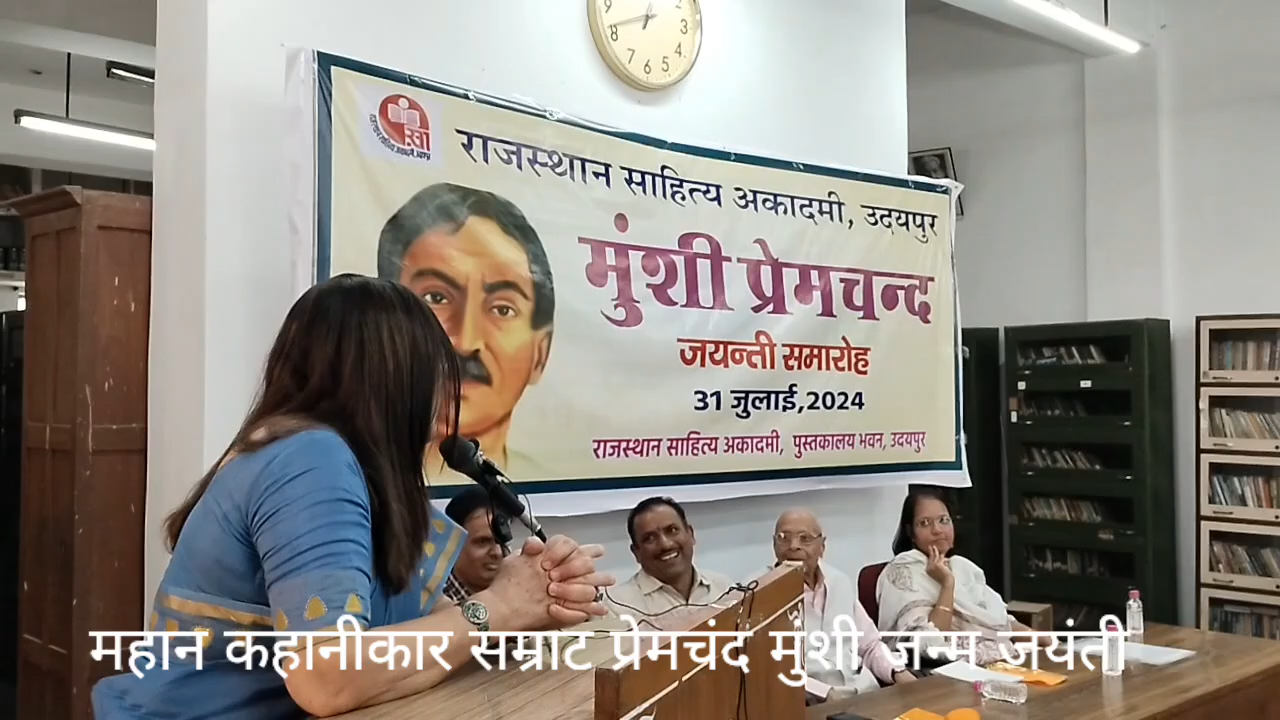 राजस्थान साहित्य अकादमी, उदयपुर
मुंशी प्रेमचन्द
जयन्ती समारोह
31 जुलाई,2024
राजस्थान साहित्य अकादमी, पुस्तकालय भवन, उदयपुर
महान कहानीकार सम्राट प्रेमचंद मुंशी जन्म जयंती